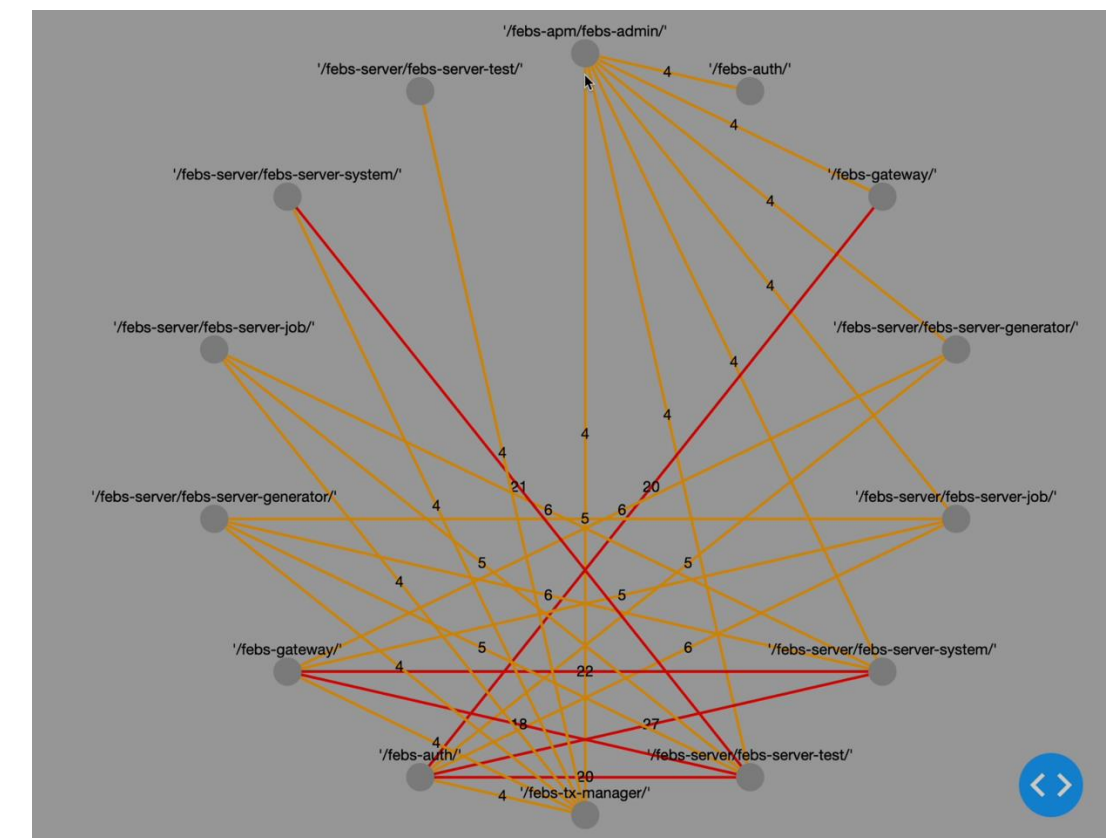 '/febs-apm/febs-admin/'
'/febs-server/febs-server-test/'
4
'/febs-auth/'
4
'/febs-server/febs-server-system/'
'/febs-gateway/'
4
4
'/febs-server/febs-server-job/'
'/febs-server/febs-server-generator/'
4
4
4
4
21
20
'/febs-server/febs-server-generator/'
'/febs-server/febs-server-job/'
4
6
6
5
5
5
4
6
5
'/febs-gateway/'
5
6
'/febs-server/febs-server-system/'
4
22
18
27
4
'/febs-auth/'
'/febs-server/febs-server-test/'
20
4
'/febs-tx-manager/'